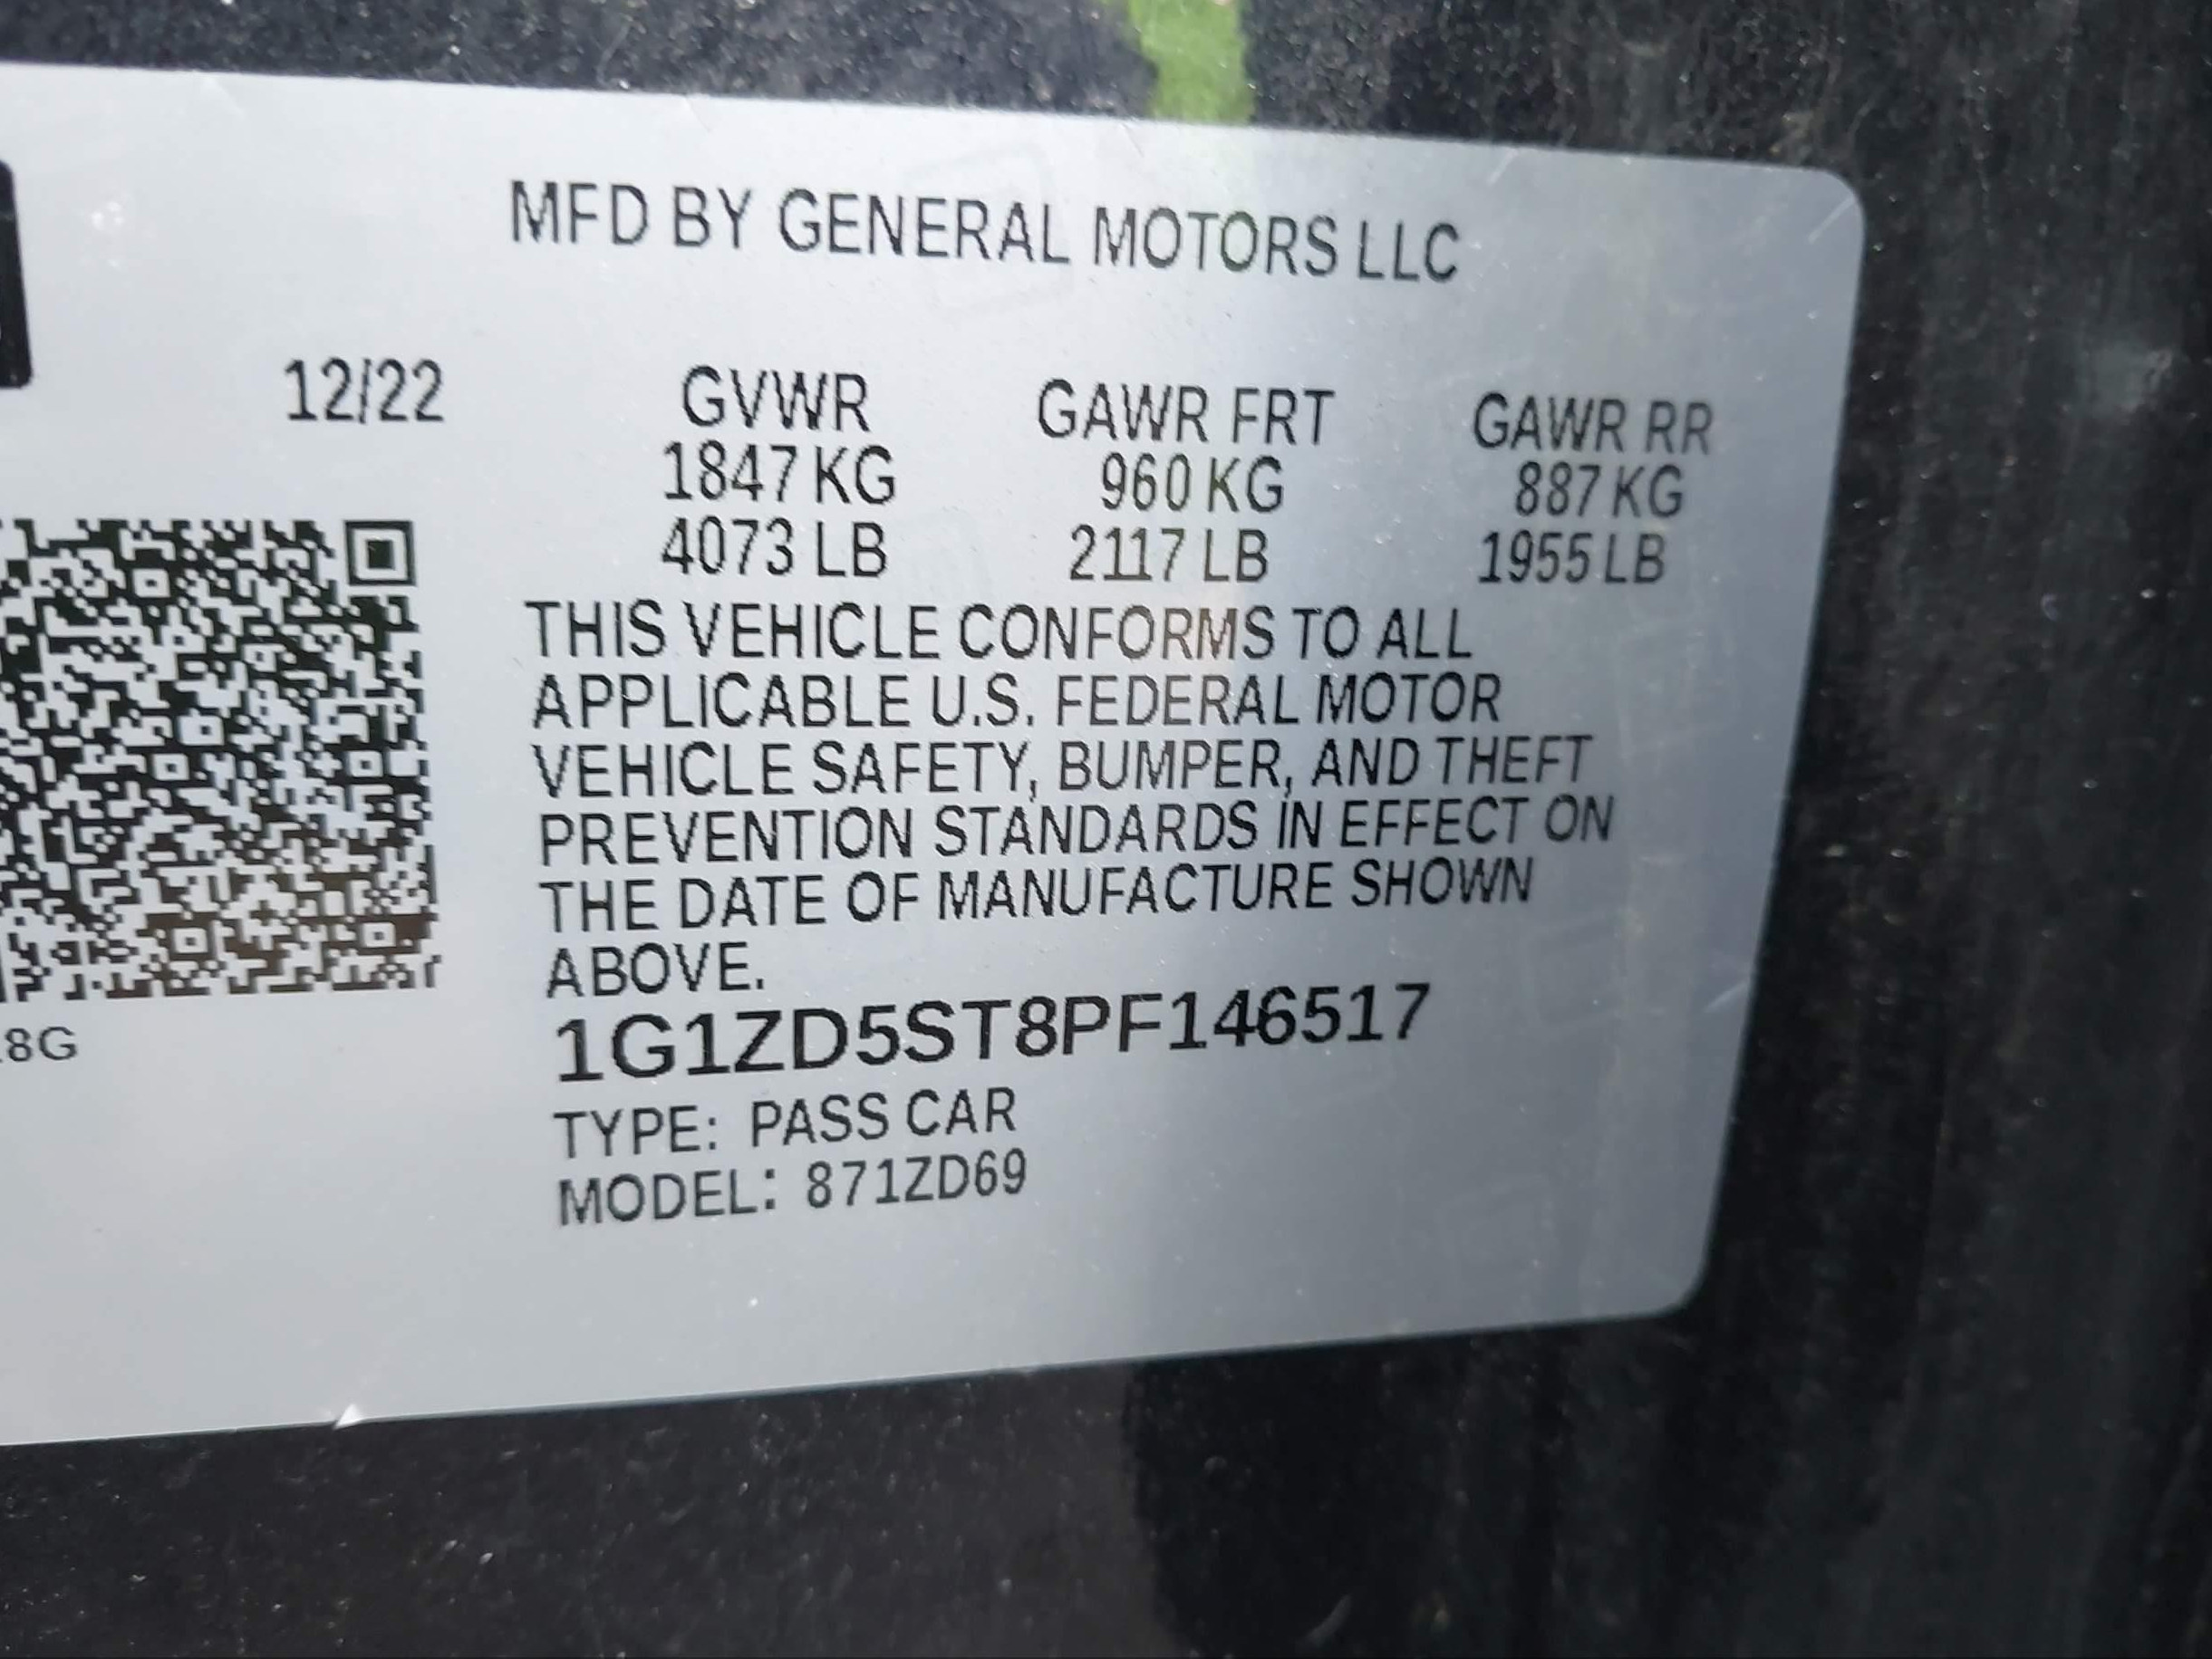 MFD BY GENERAL MOTORS LLC
12/22 GVWR GAWR FRT GAWR RR
1847 KG 960 KG 887 KG
4073 LB 2117 LB 1955 LB
THIS VEHICLE CONFORMS TO ALL
APPLICABLE U.S. FEDERAL MOTOR
VEHICLE SAFETY, BUMPER, AND THEFT
PREVENTION STANDARDS IN EFFECT ON
THE DATE OF MANUFACTURE SHOWN
ABOVE.
8G
1G1ZD5ST8PF146517
TYPE: PASS CAR
MODEL: 871ZD69